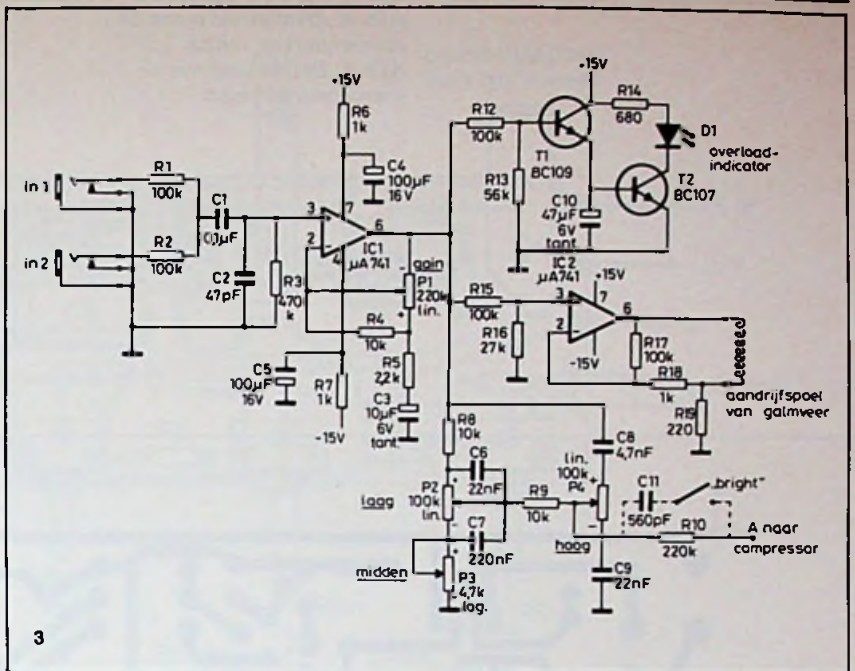 +15V
R6
1k
C4
100µF
16V
in 1
R1
100k
C1
0,1µF
in 2
R2
100k
C2
47pF
R3
470
k
3
2
7
4
6
IC1
µA741
-
gain
P1
220k
lin.
+
R4
10k
R5
2,2k
C3
10µF
6V
tant.
C5
100µF
16V
R7
1k
-15V
+15V
R12
100k
R13
56k
T1
BC109
R14
680
D1
overload-
indicator
T2
BC107
C10
47µF
6V
tant.
IC2
µA741
R15
100k
R16
27k
3
2
+15V
7
6
-15V
R17
100k
R18
1k
R19
220
aandrijfspoel
van galmveer
R8
10k
C6
22nF
laag
P2
100k
lin.
+
-
C7
220nF
midden
+
P3
4,7k
-
log.
R9
10k
C8
4,7nF
lin.
100k
P4
+
-
hoog
C9
22nF
C11
560pF
„bright”
R10
220k
A naar
compressor
3